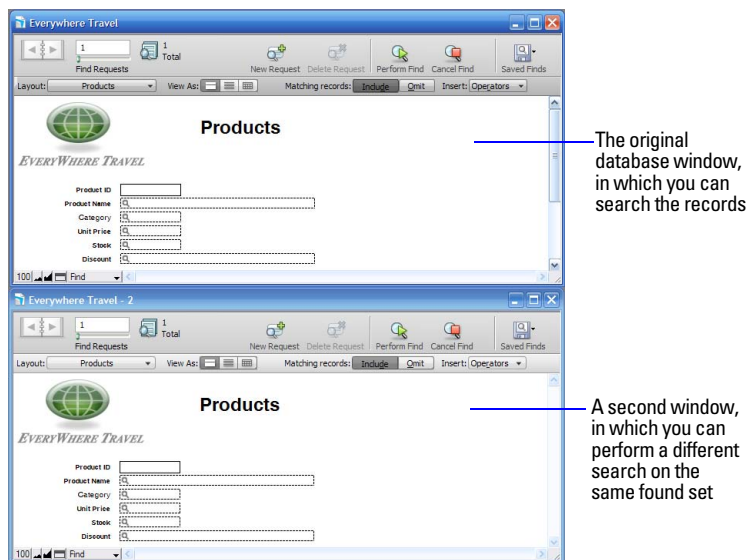 Everywhere Travel
1
1
Total
Find Requests
New Request Delete Request Perform Find Cancel Find Saved Finds
Layout: Products View As: Matching records: Include Omit Insert: Operators
Products
EVERYWHERE TRAVEL
Product ID
Product Name
Category
Unit Price
Stock
Discount
100 Find
The original
database window,
in which you can
search the records
Everywhere Travel - 2
1
1
Total
Find Requests
New Request Delete Request Perform Find Cancel Find Saved Finds
Layout: Products View As: Matching records: Include Omit Insert: Operators
Products
EVERYWHERE TRAVEL
Product ID
Product Name
Category
Unit Price
Stock
Discount
100 Find
A second window,
in which you can
perform a different
search on the
same found set